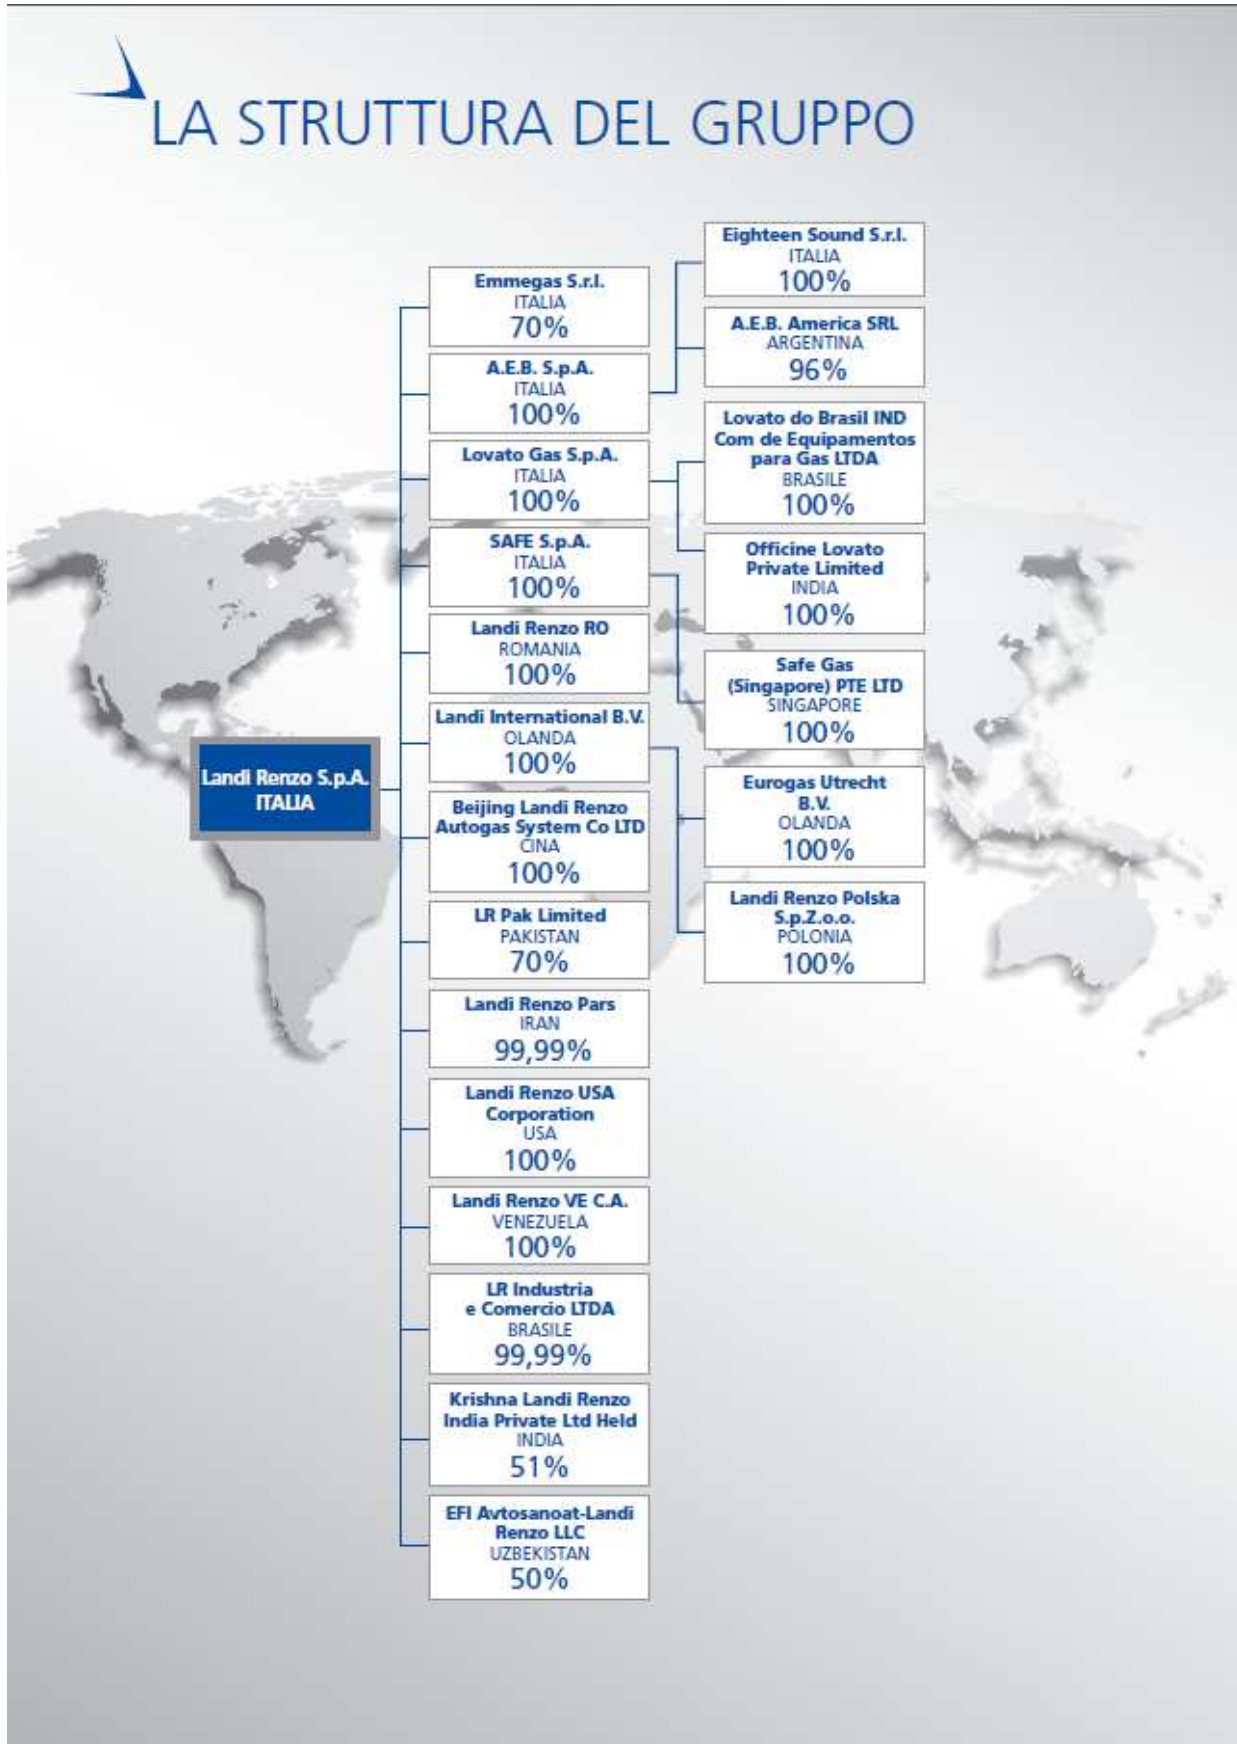 LA STRUTTURA DEL GRUPPO
Landi Renzo S.p.A.
ITALIA
Emmegas S.r.l.
ITALIA
70%
A.E.B. S.p.A.
ITALIA
100%
Lovato Gas S.p.A.
ITALIA
100%
SAFE S.p.A.
ITALIA
100%
Landi Renzo RO
ROMANIA
100%
Landi International B.V.
OLANDA
100%
Beijing Landi Renzo
Autogas System Co LTD
CINA
100%
LR Pak Limited
PAKISTAN
70%
Landi Renzo Pars
IRAN
99,99%
Landi Renzo USA
Corporation
USA
100%
Landi Renzo VE C.A.
VENEZUELA
100%
LR Industria
e Comercio LTDA
BRASILE
99,99%
Krishna Landi Renzo
India Private Ltd Held
INDIA
51%
EFI Avtosanoat-Landi
Renzo LLC
UZBEKISTAN
50%
Eighteen Sound S.r.l.
ITALIA
100%
A.E.B. America SRL
ARGENTINA
96%
Lovato do Brasil IND
Com de Equipamentos
para Gas LTDA
BRASILE
100%
Officine Lovato
Private Limited
INDIA
100%
Safe Gas
(Singapore) PTE LTD
SINGAPORE
100%
Eurogas Utrecht
B.V.
OLANDA
100%
Landi Renzo Polska
S.p.Z.o.o.
POLONIA
100%